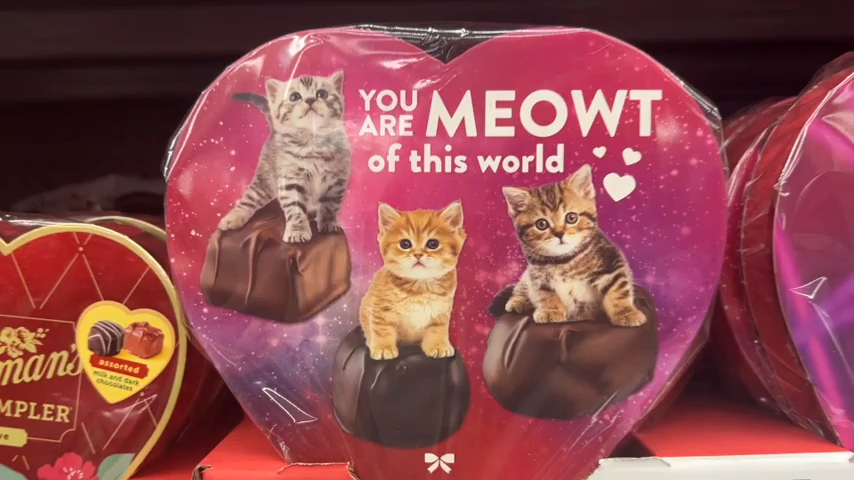 YOU ARE MEOWT
of this world
assorted
milk and dark
chocolates